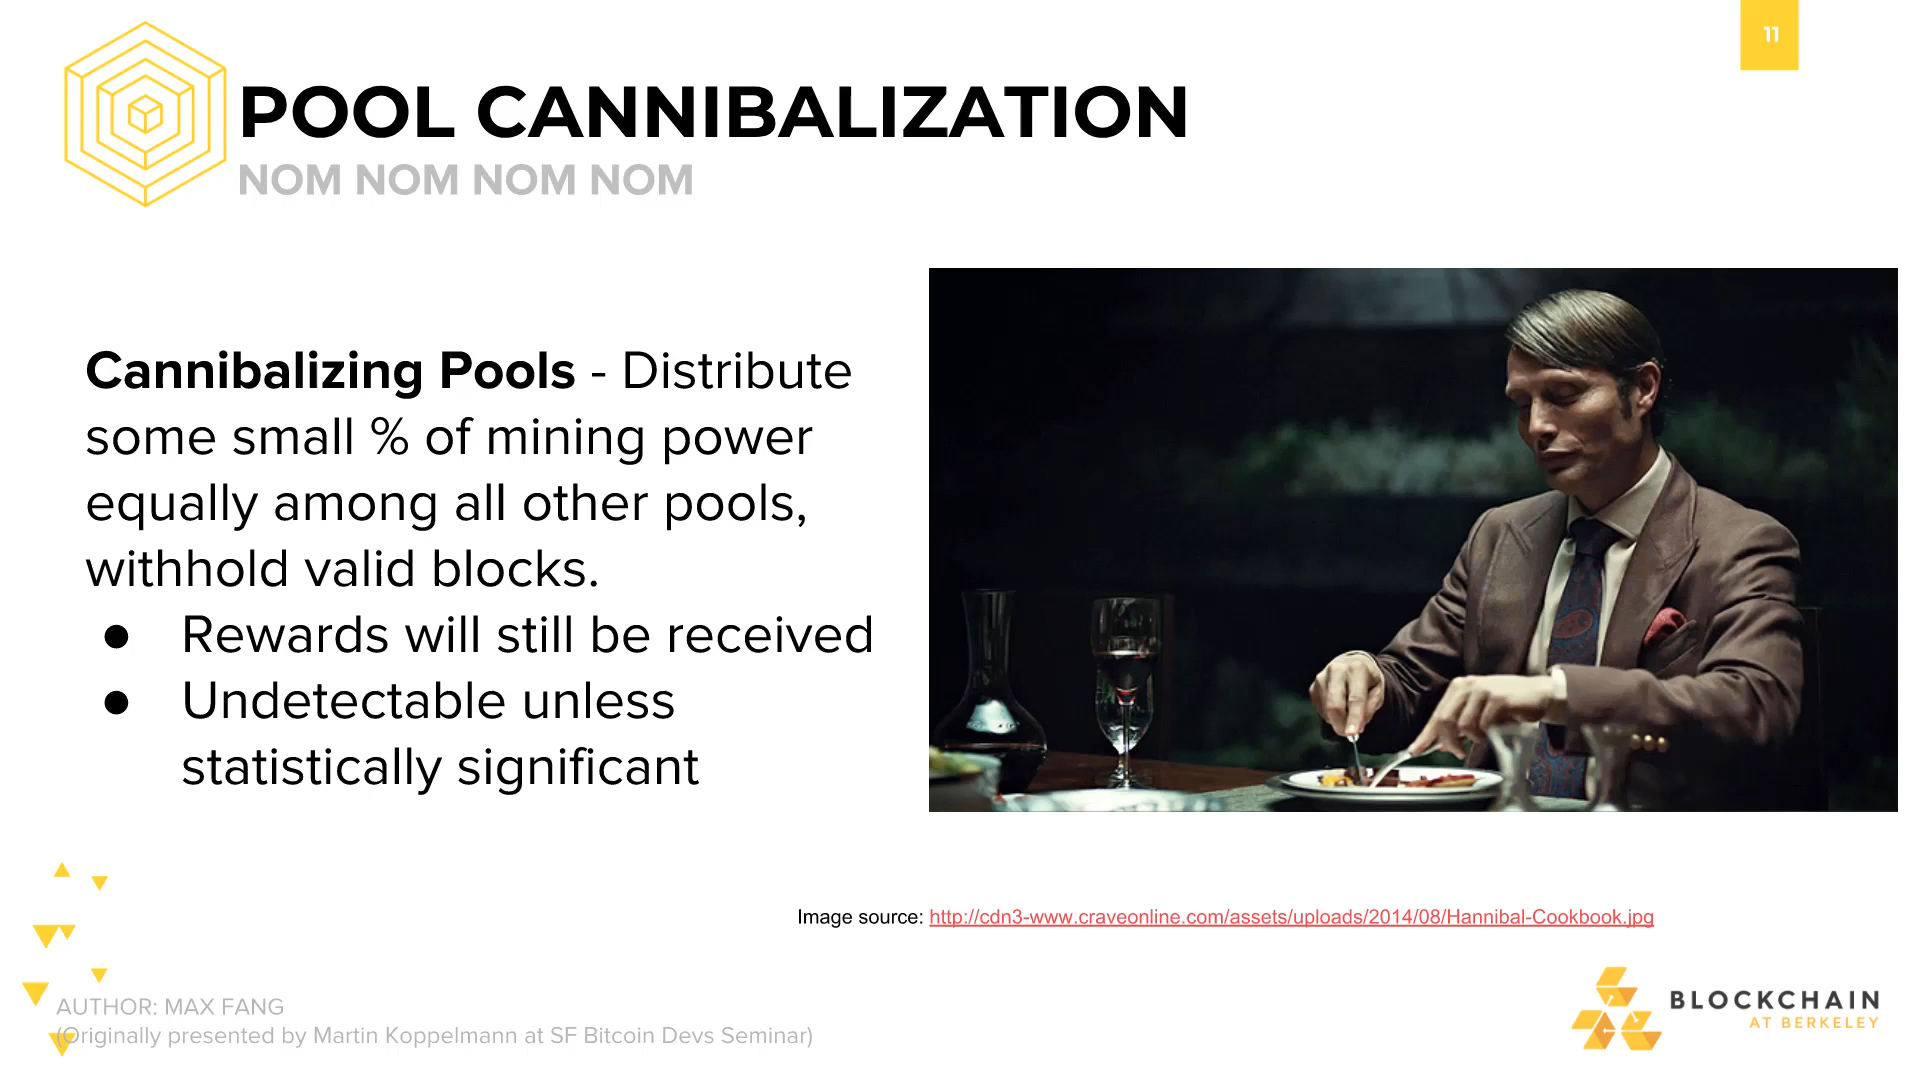 11
POOL CANNIBALIZATION
NOM NOM NOM NOM
Cannibalizing Pools - Distribute
some small % of mining power
equally among all other pools,
withhold valid blocks.
● Rewards will still be received
● Undetectable unless
statistically significant
Image source: http://cdn3-www.craveonline.com/assets/uploads/2014/08/Hannibal-Cookbook.jpg
AUTHOR: MAX FANG
(Originally presented by Martin Koppelmann at SF Bitcoin Devs Seminar)
BLOCKCHAIN
AT BERKELEY